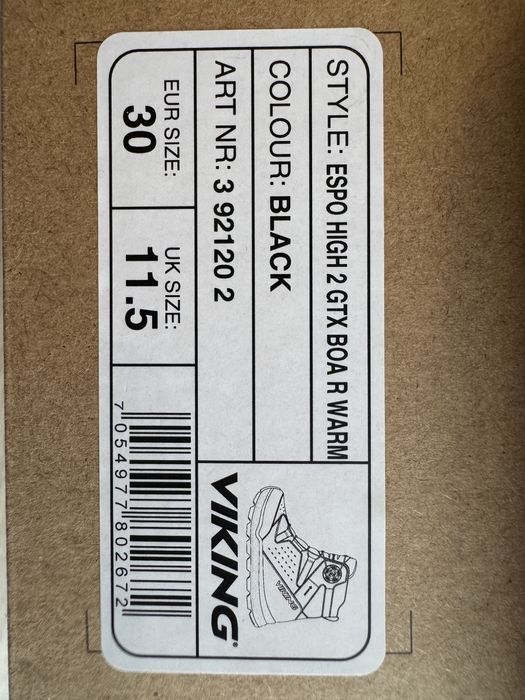 STYLE: ESPO HIGH 2 GTX BOA R WARM
COLOUR: BLACK
ART NR: 3 92120 2
EUR SIZE:
30
UK SIZE:
11.5
7 054977 802672
VIKING
VIKING